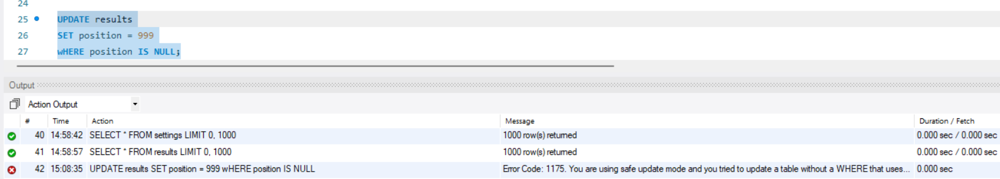 24
25 UPDATE results
26 SET position = 999
27 wHERE position IS NULL;
Output
Action Output
# Time Action Message Duration / Fetch
40 14:58:42 SELECT * FROM settings LIMIT 0, 1000 1000 row(s) returned 0.000 sec / 0.000 sec
41 14:58:57 SELECT * FROM results LIMIT 0, 1000 1000 row(s) returned 0.000 sec / 0.000 sec
42 15:08:35 UPDATE results SET position = 999 wHERE position IS NULL Error Code: 1175. You are using safe update mode and you tried to update a table without a WHERE that uses... 0.000 sec